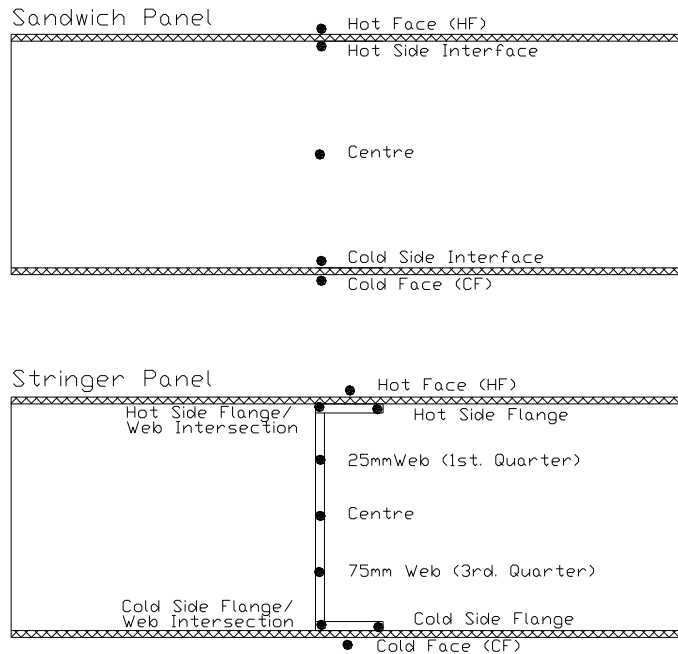 Sandwich Panel
Hot Face (HF)
Hot Side Interface
Centre
Cold Side Interface
Cold Face (CF)
Stringer Panel
Hot Face (HF)
Hot Side Flange/
Web Intersection
Hot Side Flange
25mmWeb (1st. Quarter)
Centre
75mm Web (3rd. Quarter)
Cold Side Flange/
Web Intersection
Cold Side Flange
Cold Face (CF)